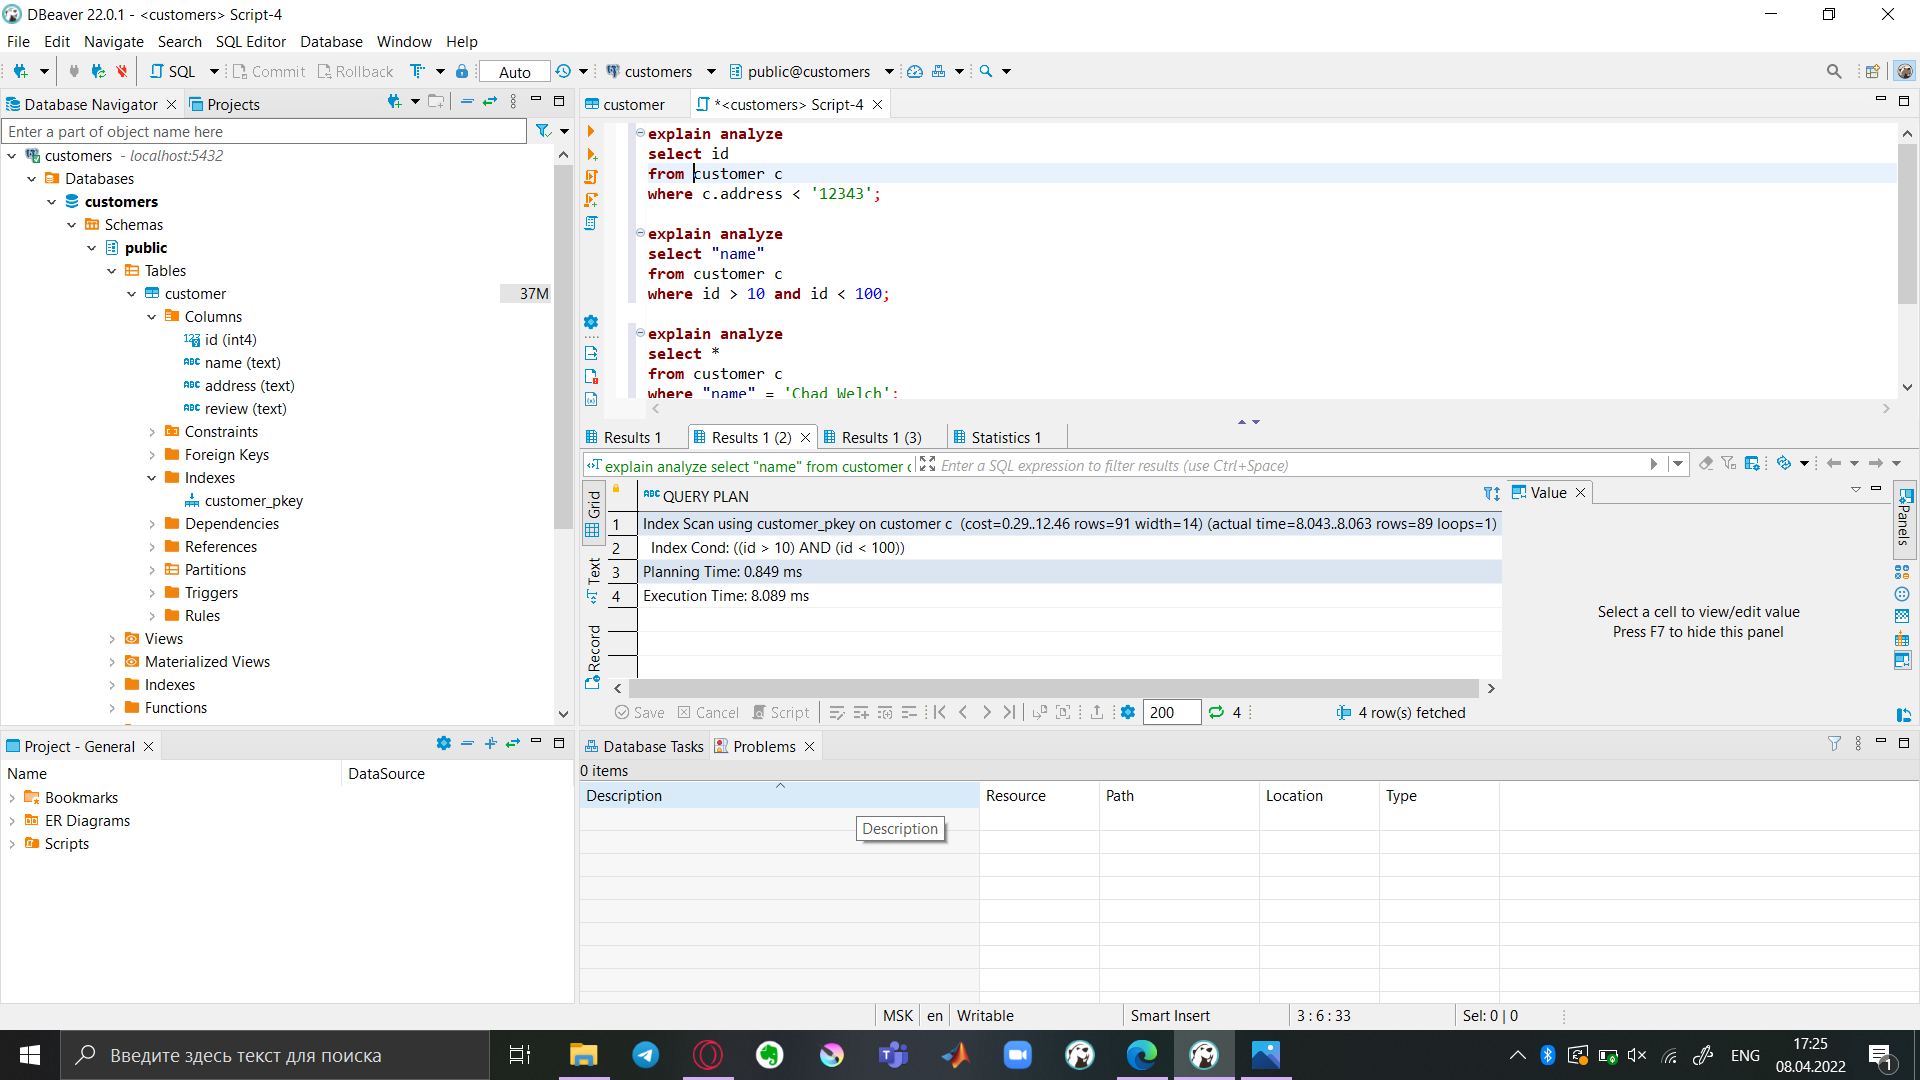 DBeaver 22.0.1 - <customers> Script-4
File Edit Navigate Search SQL Editor Database Window Help
SQL Commit Rollback Auto customers public@customers
Database Navigator Projects
Enter a part of object name here
customers - localhost:5432
Databases
customers
Schemas
public
Tables
customer 37M
Columns
id (int4)
name (text)
address (text)
review (text)
Constraints
Foreign Keys
Indexes
customer_pkey
Dependencies
References
Partitions
Triggers
Rules
Views
Materialized Views
Indexes
Functions
customer *<customers> Script-4
explain analyze
select id
from customer c
where c.address < '12343';
explain analyze
select "name"
from customer c
where id > 10 and id < 100;
explain analyze
select *
from customer c
where "name" = 'Chad Welch';
Results 1 Results 1 (2) Results 1 (3) Statistics 1
explain analyze select "name" from customer c Enter a SQL expression to filter results (use Ctrl+Space)
Grid
Text
Record
ABC QUERY PLAN
1 Index Scan using customer_pkey on customer c (cost=0.29..12.46 rows=91 width=14) (actual time=8.043..8.063 rows=89 loops=1)
2 Index Cond: ((id > 10) AND (id < 100))
3 Planning Time: 0.849 ms
4 Execution Time: 8.089 ms
Value
Select a cell to view/edit value
Press F7 to hide this panel
Panels
Save Cancel Script 200 4 4 row(s) fetched
Project - General
Name DataSource
Bookmarks
ER Diagrams
Scripts
Database Tasks Problems
0 items
Description Resource Path Location Type
Description
MSK en Writable Smart Insert 3 : 6 : 33 Sel: 0 | 0
Введите здесь текст для поиска
ENG
17:25
08.04.2022
1